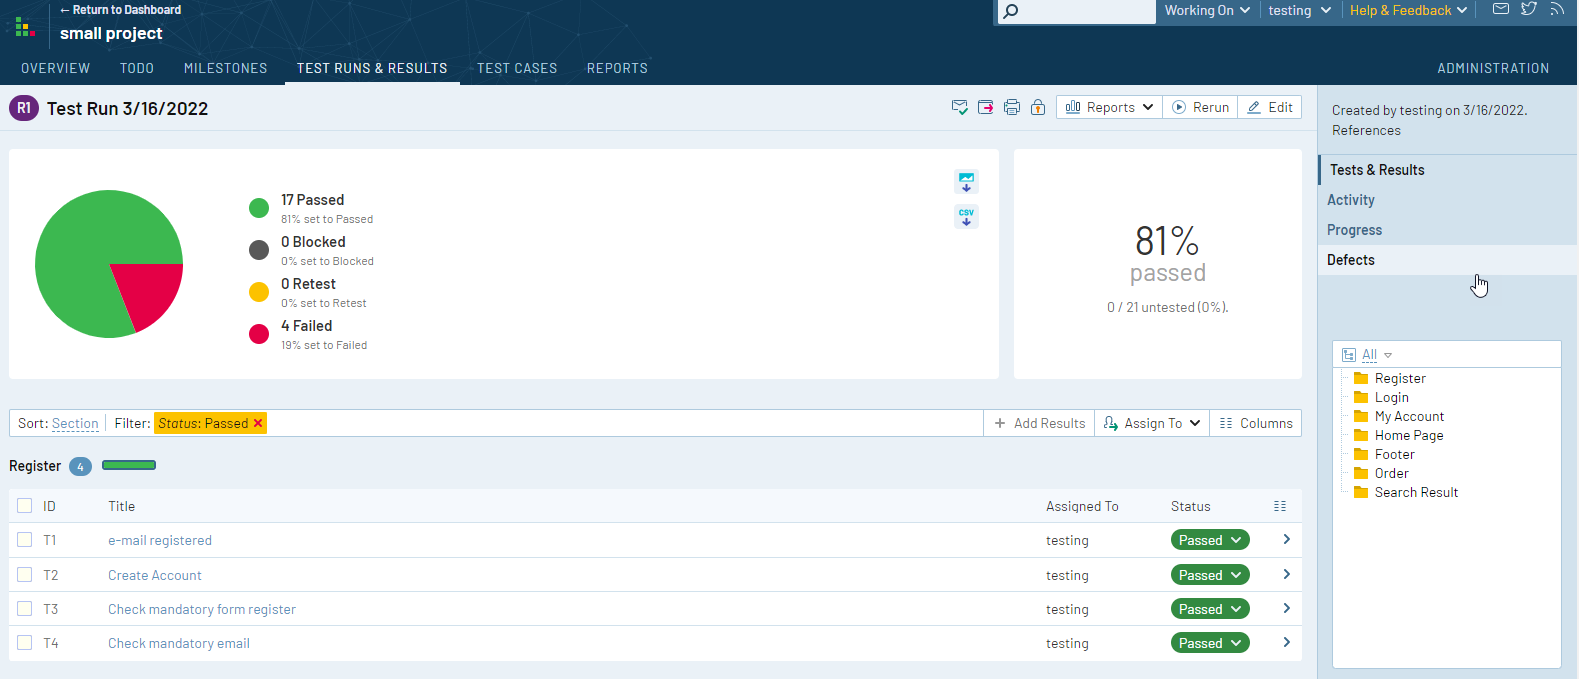 ← Return to Dashboard
small project
Working On
testing
Help & Feedback
OVERVIEW TODO MILESTONES TEST RUNS & RESULTS TEST CASES REPORTS ADMINISTRATION
R1 Test Run 3/16/2022
Reports Rerun Edit
Created by testing on 3/16/2022.
References
Tests & Results
Activity
Progress
Defects
17 Passed
81% set to Passed
0 Blocked
0% set to Blocked
0 Retest
0% set to Retest
4 Failed
19% set to Failed
CSV
81%
passed
0 / 21 untested (0%).
All
Register
Login
My Account
Home Page
Footer
Order
Search Result
Sort: Section Filter: Status: Passed × + Add Results Assign To Columns
Register 4
ID Title Assigned To Status
T1 e-mail registered testing Passed
T2 Create Account testing Passed
T3 Check mandatory form register testing Passed
T4 Check mandatory email testing Passed